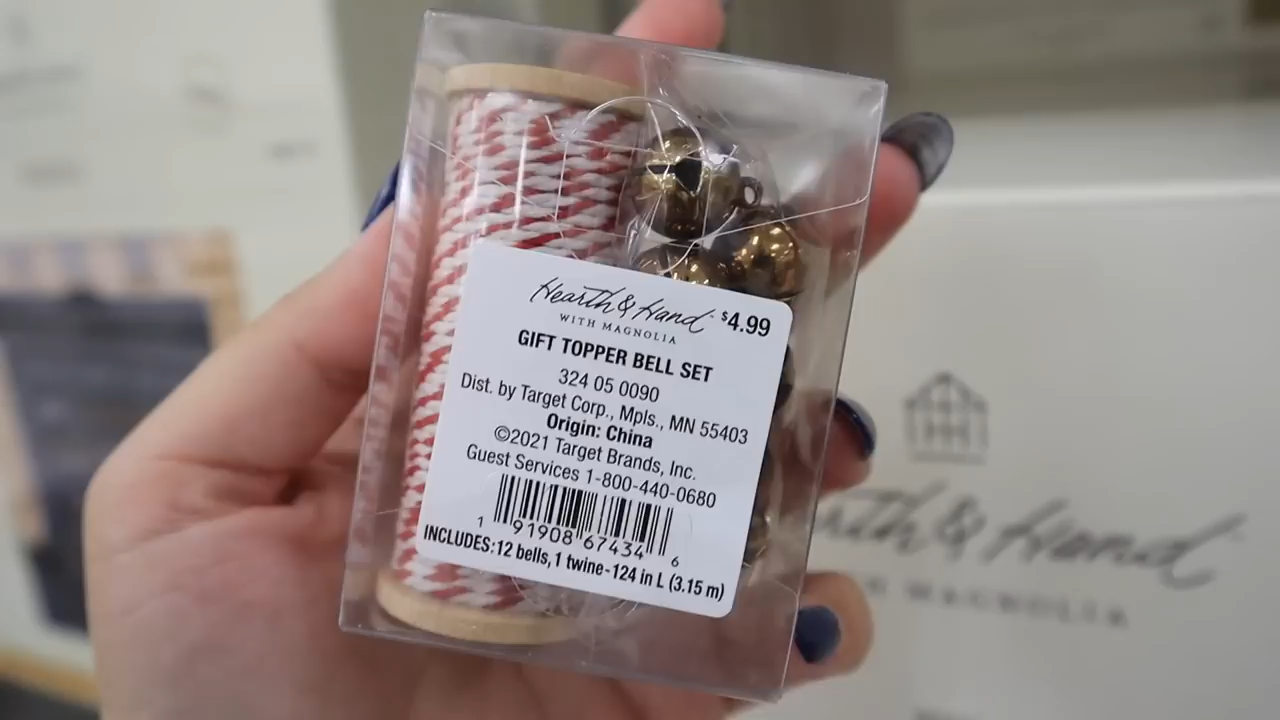 Hearth & Hand
WITH MAGNOLIA
$4.99
GIFT TOPPER BELL SET
324 05 0090
Dist. by Target Corp., Mpls., MN 55403
Origin: China
©2021 Target Brands, Inc.
Guest Services 1-800-440-0680
1 91908 67434 6
INCLUDES: 12 bells, 1 twine-124 in L (3.15 m)
& Hand
MAGNOLIA